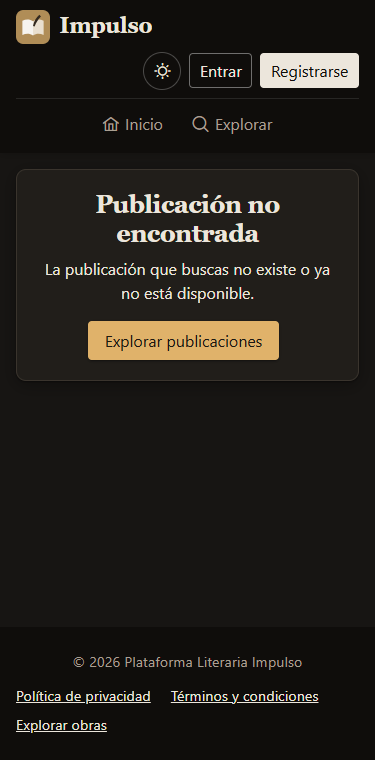 Impulso
Entrar
Registrarse
Inicio
Explorar
Publicación no
encontrada
La publicación que buscas no existe o ya
no está disponible.
Explorar publicaciones
© 2026 Plataforma Literaria Impulso
Política de privacidad
Términos y condiciones
Explorar obras